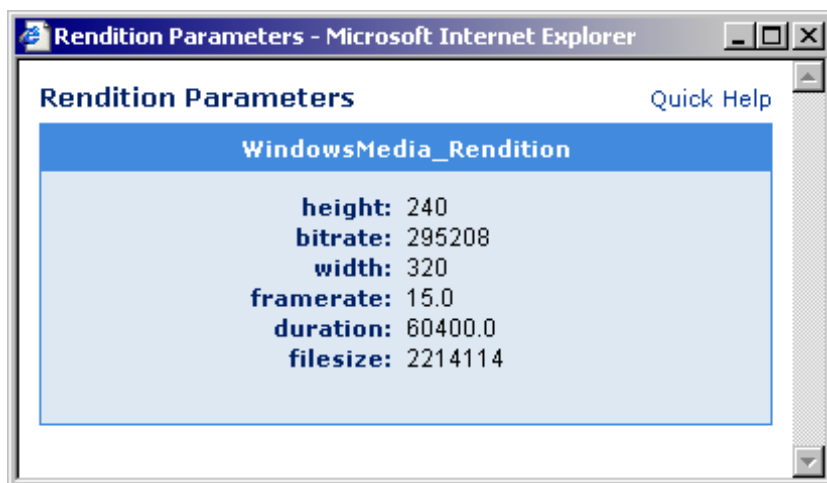 Rendition Parameters - Microsoft Internet Explorer
Rendition Parameters
Quick Help
WindowsMedia_Rendition
height: 240
bitrate: 295208
width: 320
framerate: 15.0
duration: 60400.0
filesize: 2214114